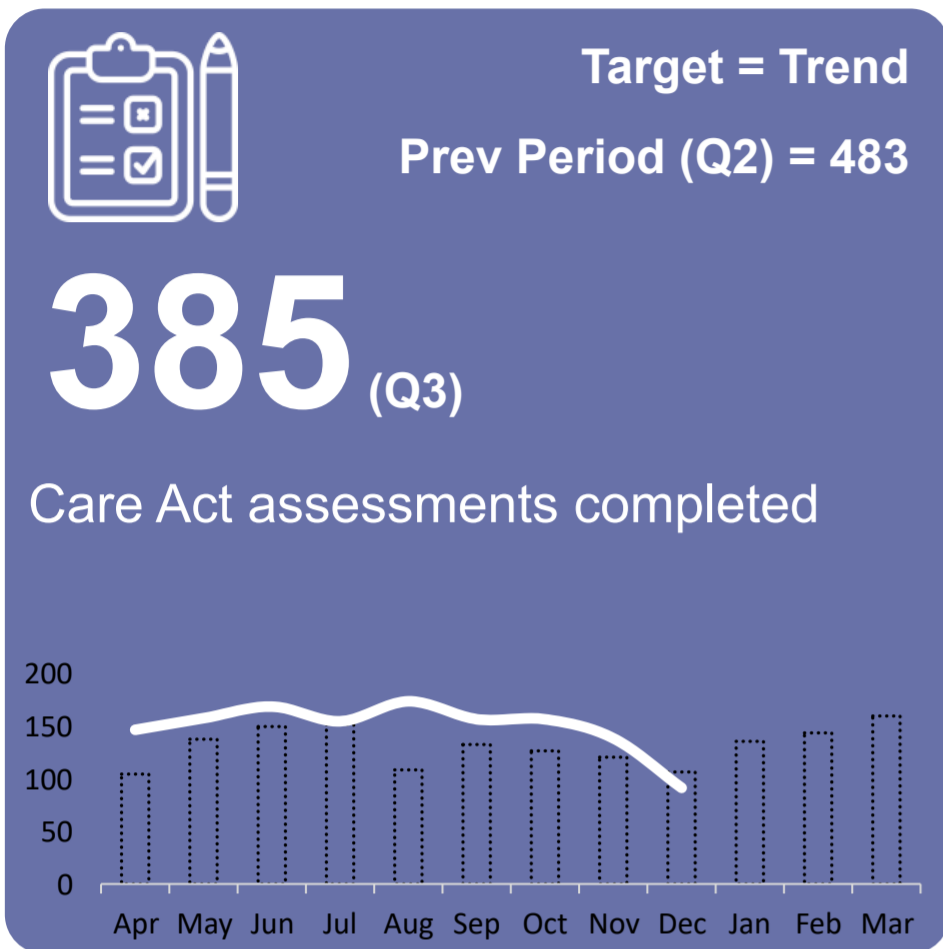 Target = Trend
Prev Period (Q2) = 483
385 (Q3)
Care Act assessments completed
200
150
100
50
0
Apr May Jun Jul Aug Sep Oct Nov Dec Jan Feb Mar